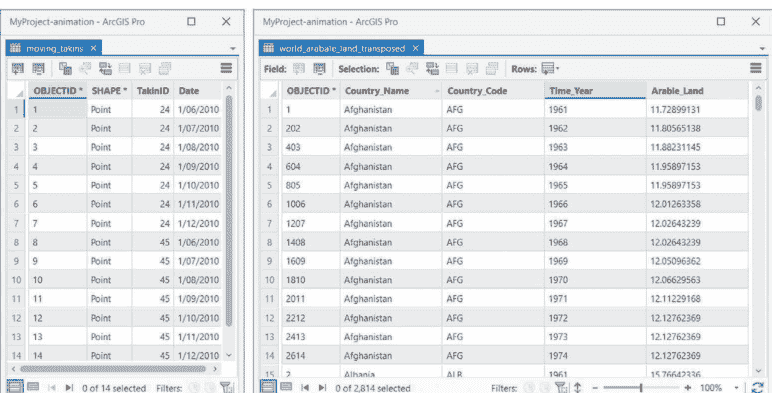 MyProject-animation - ArcGIS Pro
moving_takins
OBJECTID * SHAPE * TakinID Date
1 1 Point 24 1/06/2010
2 2 Point 24 1/07/2010
3 3 Point 24 1/08/2010
4 4 Point 24 1/09/2010
5 5 Point 24 1/10/2010
6 6 Point 24 1/11/2010
7 7 Point 24 1/12/2010
8 8 Point 45 1/06/2010
9 9 Point 45 1/07/2010
10 10 Point 45 1/08/2010
11 11 Point 45 1/09/2010
12 12 Point 45 1/10/2010
13 13 Point 45 1/11/2010
14 14 Point 45 1/12/2010
0 of 14 selected Filters:
MyProject-animation - ArcGIS Pro
world_arabale_land_transposed
Field: Selection: Rows:
OBJECTID * Country_Name Country_Code Time_Year Arable_Land
1 1 Afghanistan AFG 1961 11.72899131
2 202 Afghanistan AFG 1962 11.80565138
3 403 Afghanistan AFG 1963 11.88231145
4 604 Afghanistan AFG 1964 11.95897153
5 805 Afghanistan AFG 1965 11.95897153
6 1006 Afghanistan AFG 1966 12.01263358
7 1207 Afghanistan AFG 1967 12.02643239
8 1408 Afghanistan AFG 1968 12.02643239
9 1609 Afghanistan AFG 1969 12.05096362
10 1810 Afghanistan AFG 1970 12.06629563
11 2011 Afghanistan AFG 1971 12.11229168
12 2212 Afghanistan AFG 1972 12.12762369
13 2413 Afghanistan AFG 1973 12.12762369
14 2614 Afghanistan AFG 1974 12.12762369
15 2 Albania ALB 1961 15.76642336
0 of 2,814 selected Filters: 100%